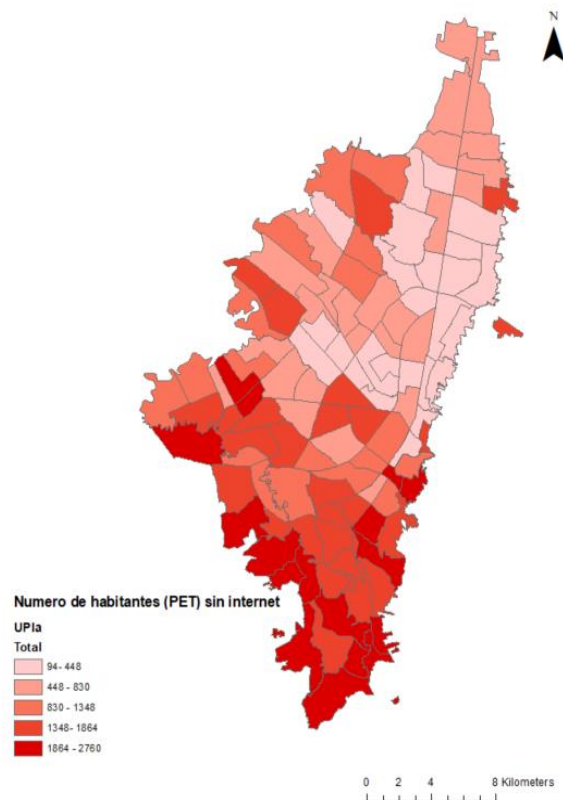 N
Numero de habitantes (PET) sin internet
UPla
Total
94- 448
448 - 830
830 - 1348
1348- 1864
1864 - 2760
0 2 4 8 Kilometers